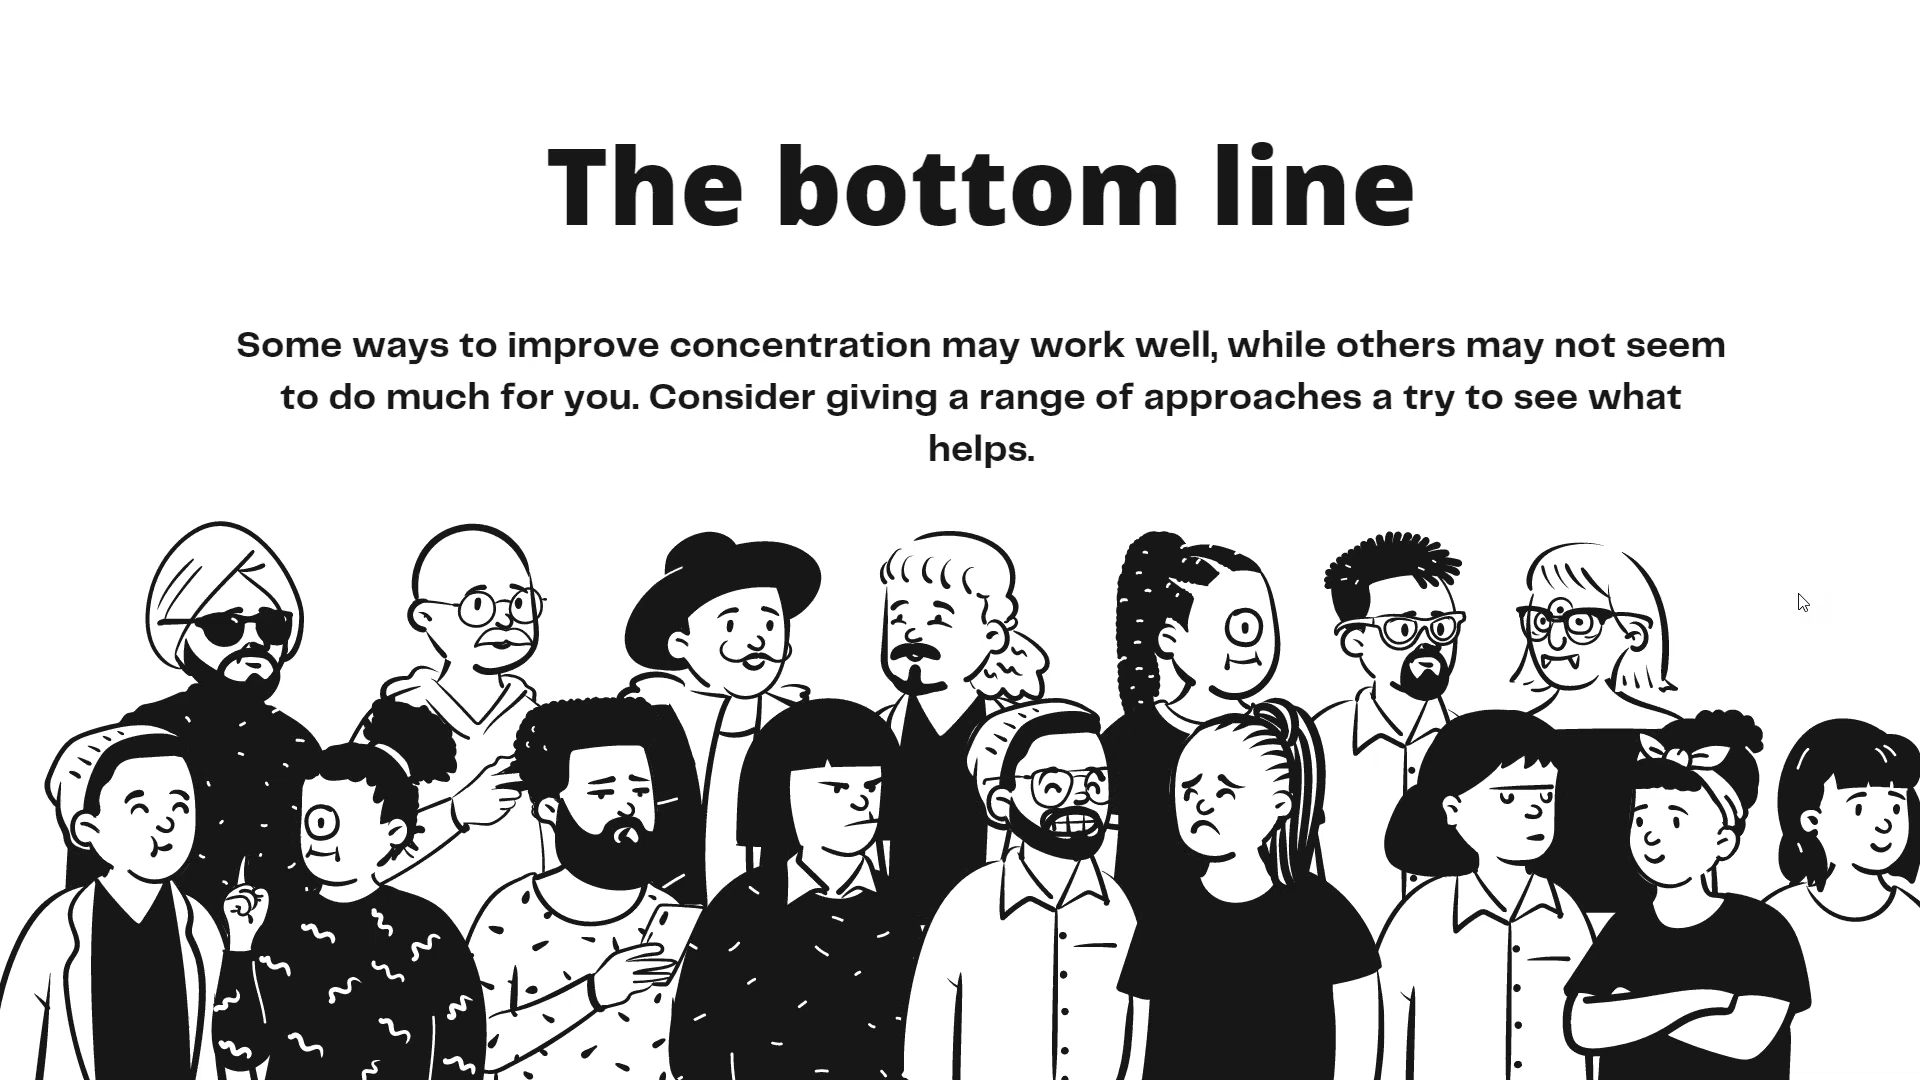 The bottom line
Some ways to improve concentration may work well, while others may not seem
to do much for you. Consider giving a range of approaches a try to see what
helps.